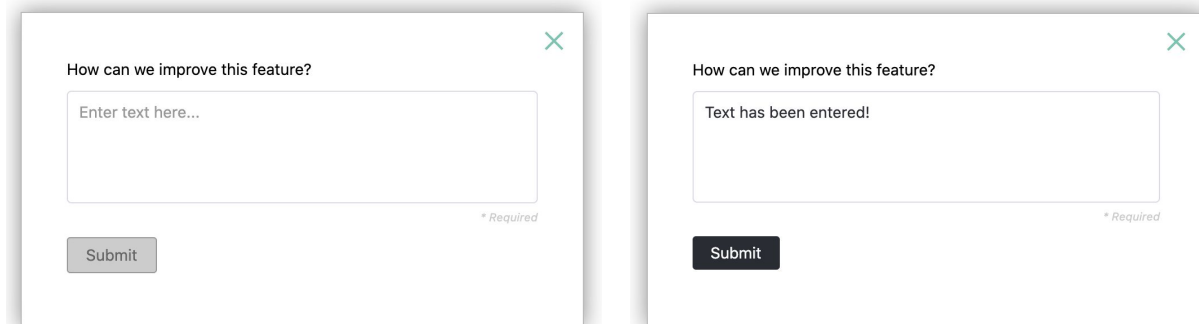 How can we improve this feature?
Enter text here...
* Required
Submit
How can we improve this feature?
Text has been entered!
* Required
Submit